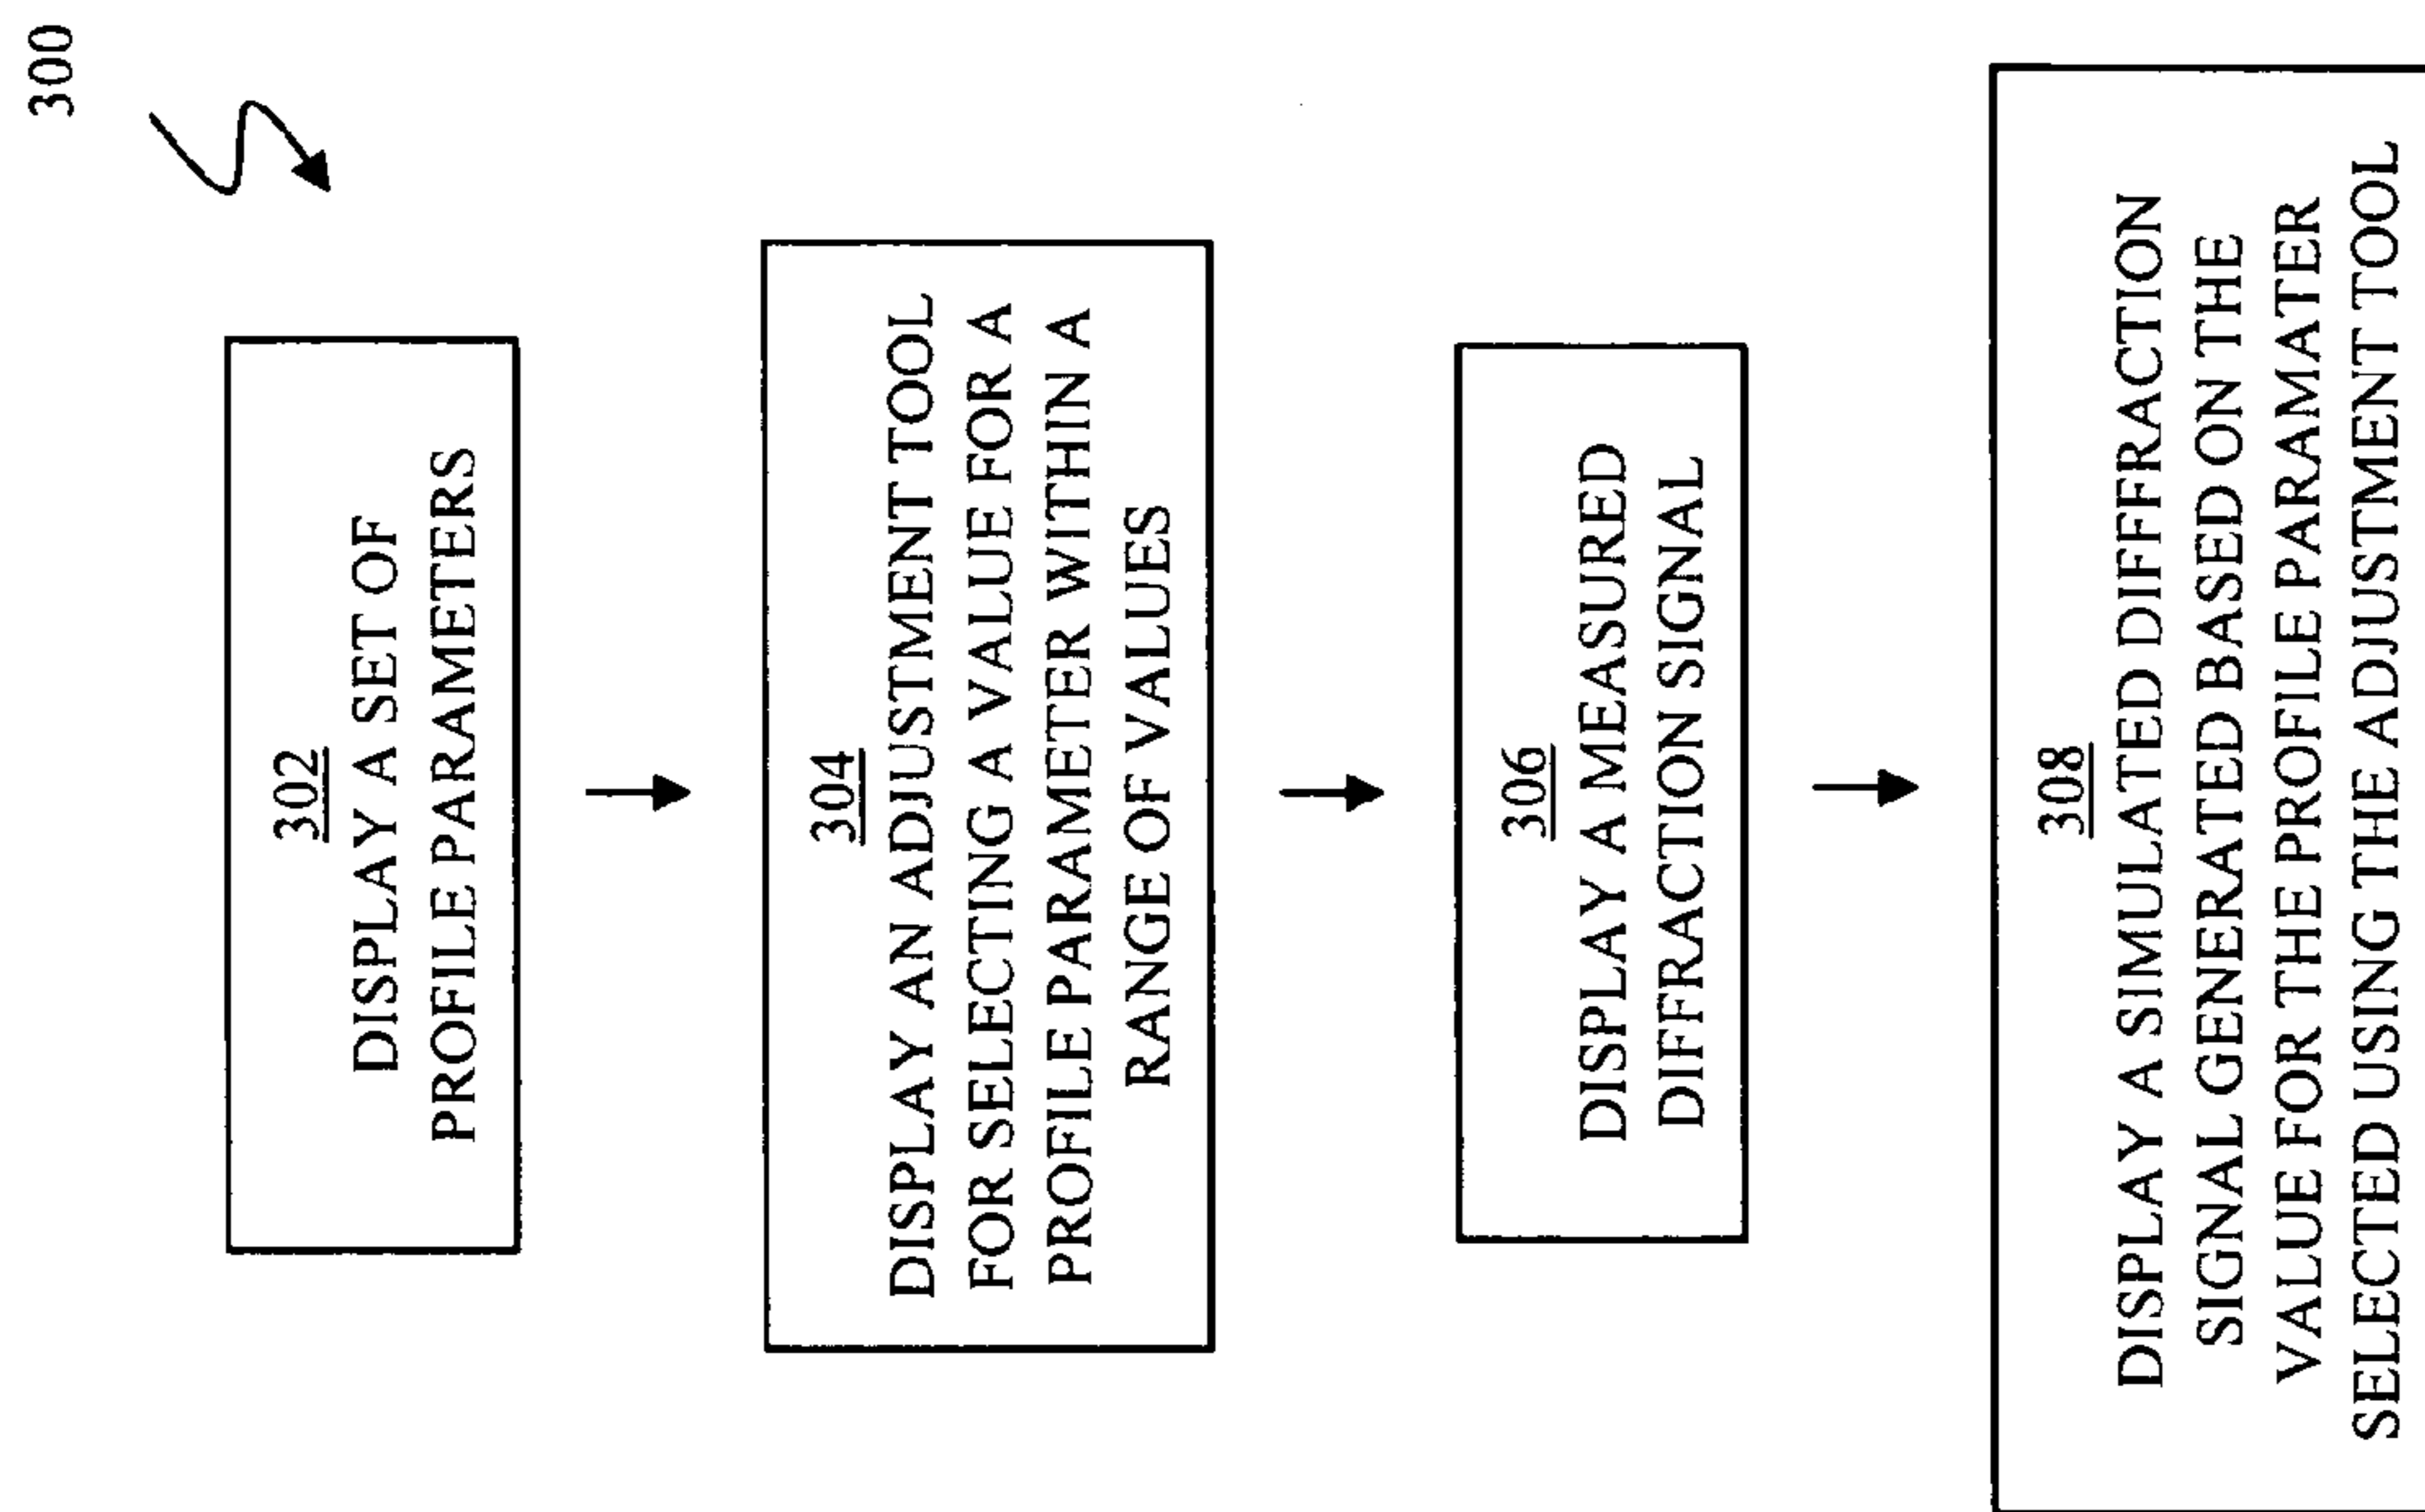 300
302
DISPLAY A SET OF
PROFILE PARAMETERS
304
DISPLAY AN ADJUSTMENT TOOL
FOR SELECTING A VALUE FOR A
PROFILE PARAMETER WITHIN A
RANGE OF VALUES
306
DISPLAY A MEASURED
DIFFRACTION SIGNAL
308
DISPLAY A SIMULATED DIFFRACTION
SIGNAL GENERATED BASED ON THE
VALUE FOR THE PROFILE PARAMATER
SELECTED USING THE ADJUSTMENT TOOL